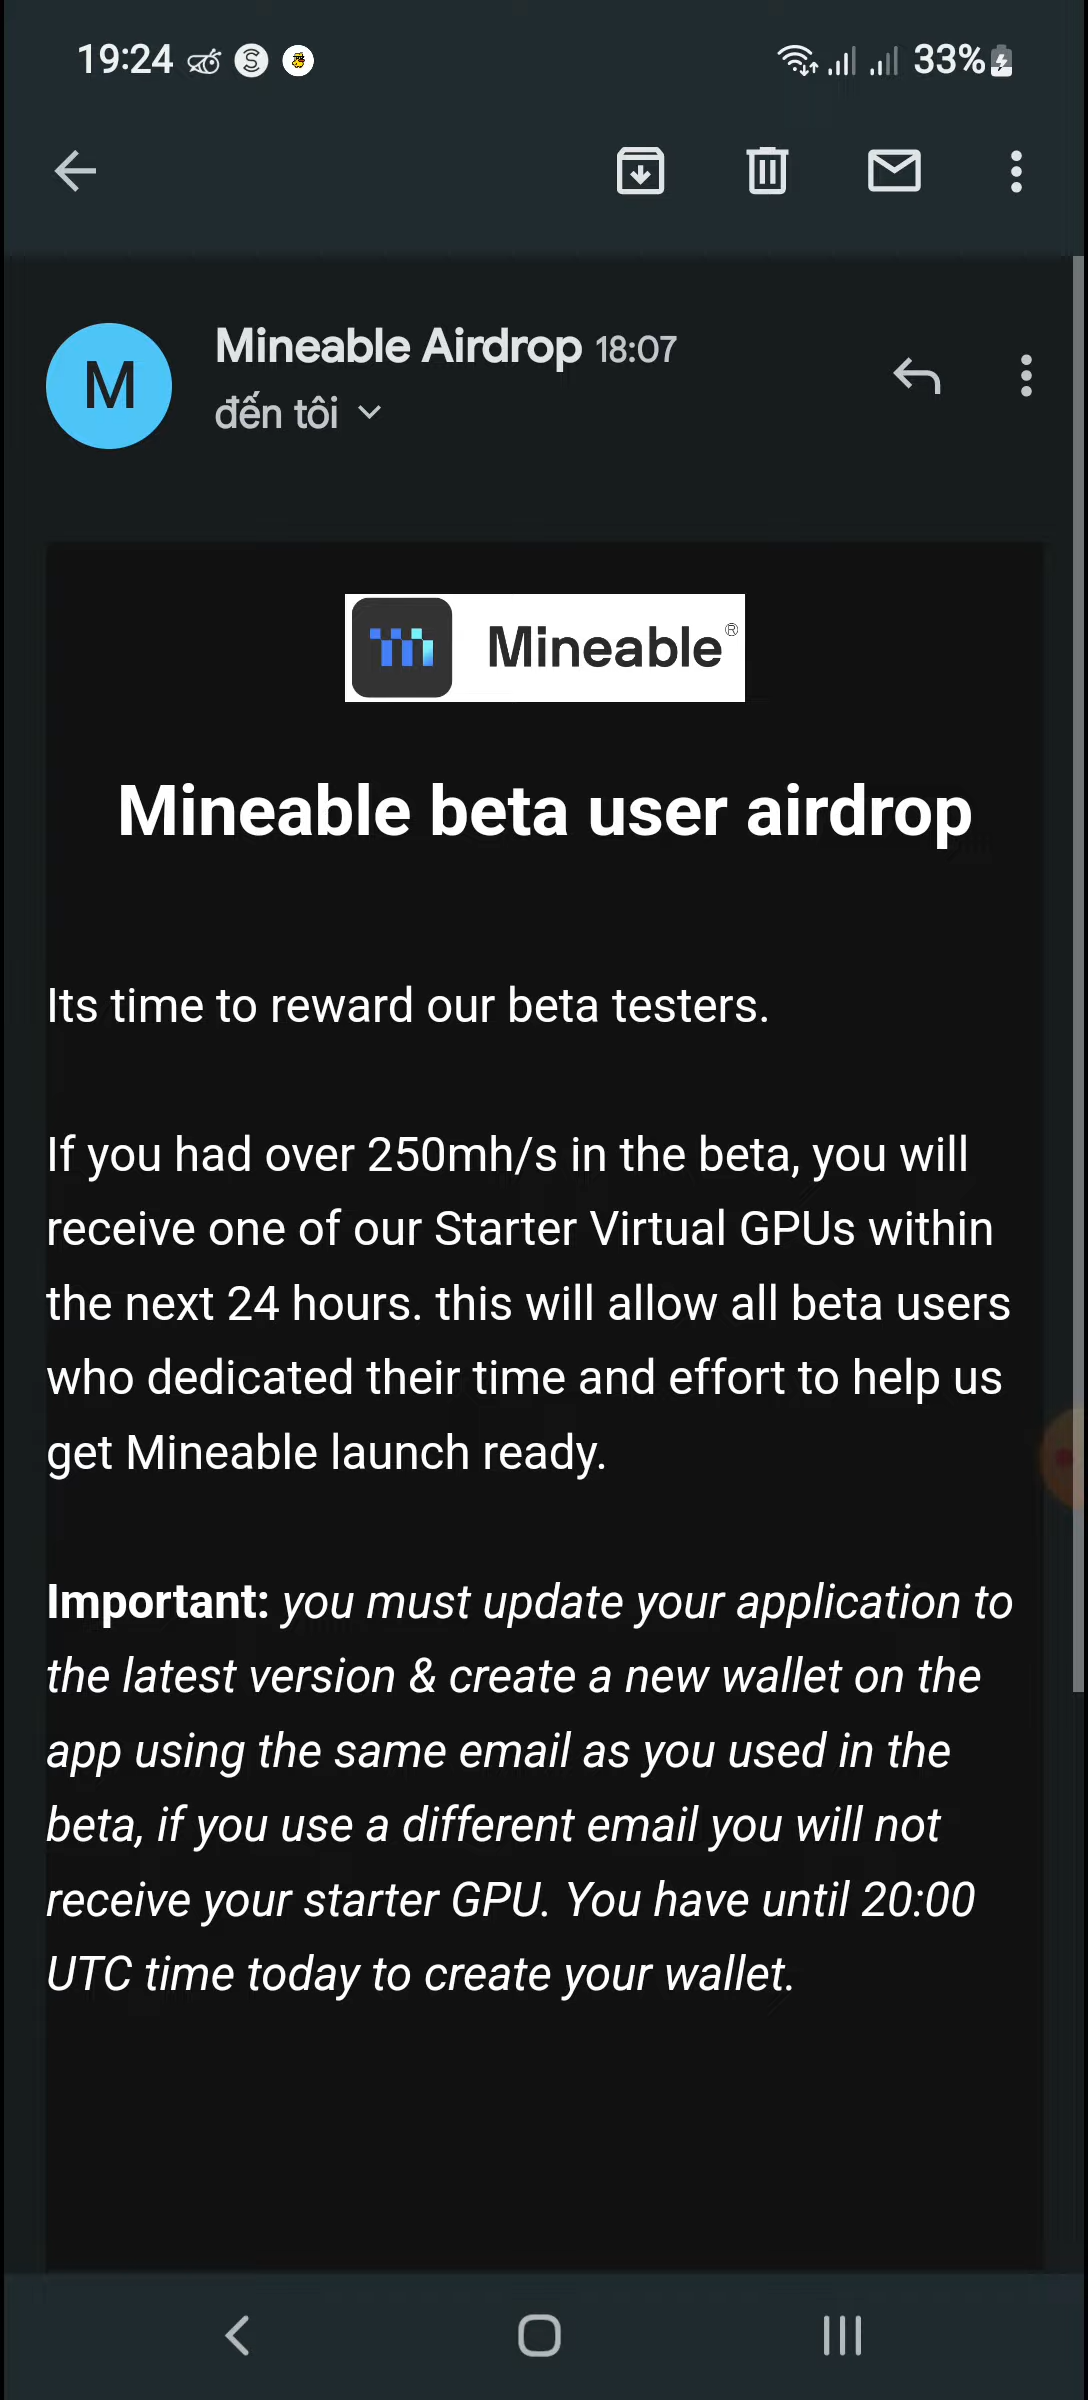 19:24
33%
M
Mineable Airdrop 18:07
đến tôi
Mineable®
Mineable beta user airdrop
Its time to reward our beta testers.
If you had over 250mh/s in the beta, you will
receive one of our Starter Virtual GPUs within
the next 24 hours. this will allow all beta users
who dedicated their time and effort to help us
get Mineable launch ready.
Important: you must update your application to
the latest version & create a new wallet on the
app using the same email as you used in the
beta, if you use a different email you will not
receive your starter GPU. You have until 20:00
UTC time today to create your wallet.